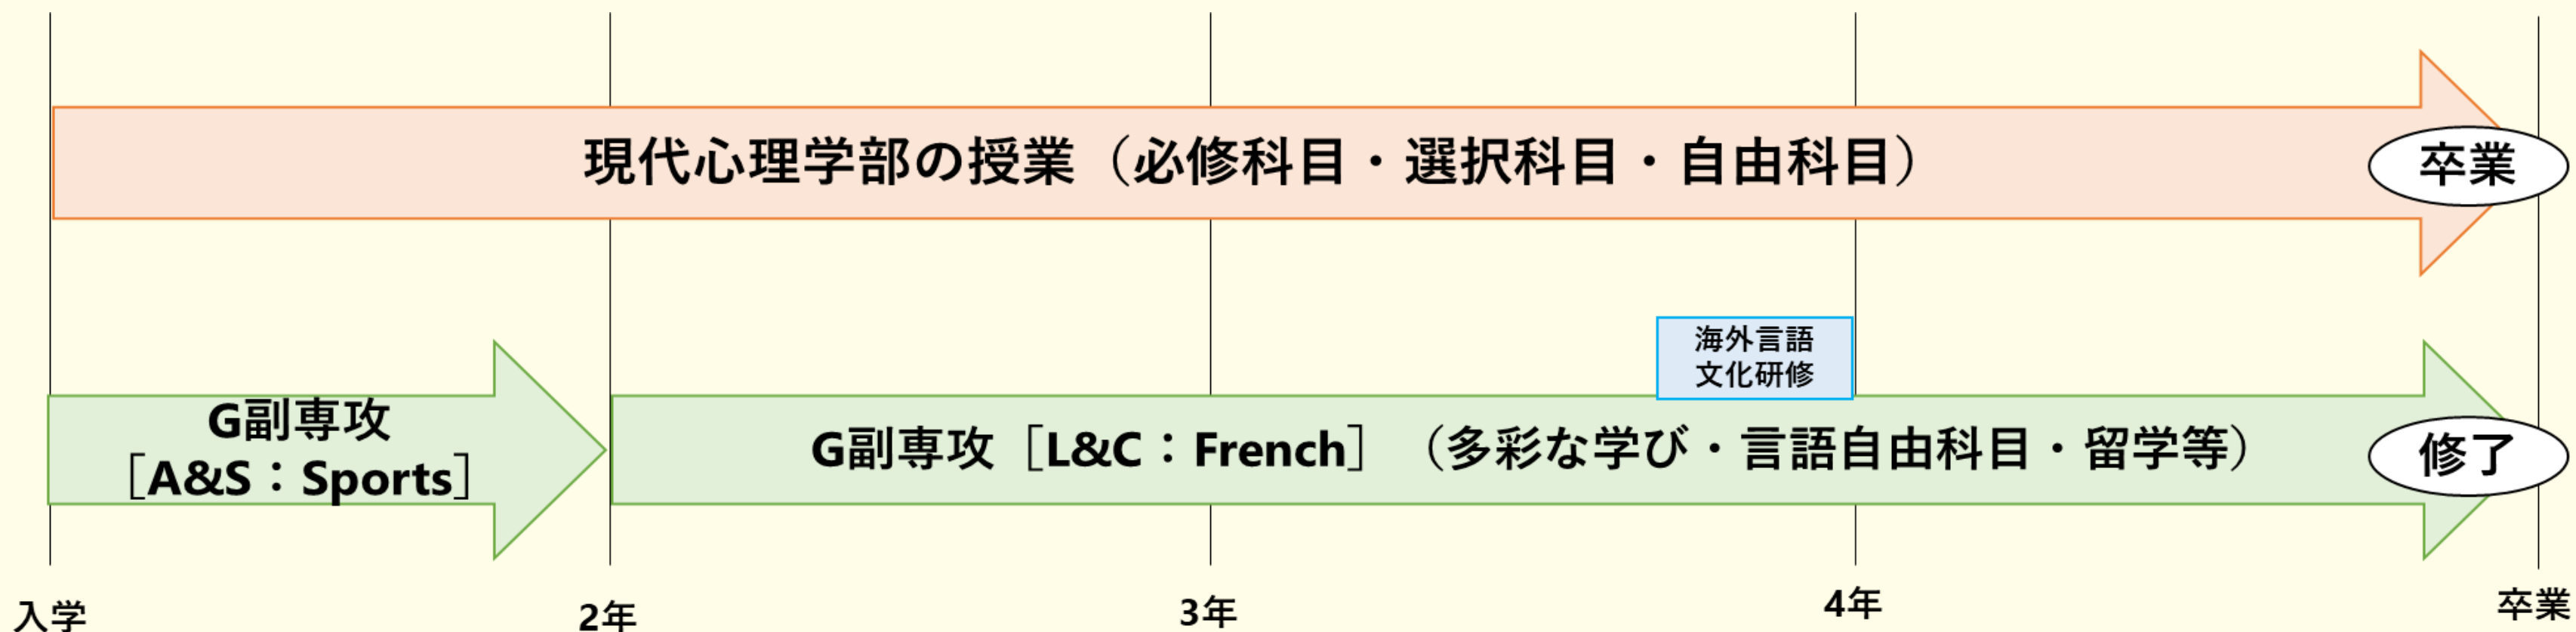 現代心理学部の授業（必修科目・選択科目・自由科目）
卒業
海外言語
文化研修
G副専攻
［A&S：Sports］
G副専攻［L&C：French］（多彩な学び・言語自由科目・留学等）
修了
入学
2年
3年
4年
卒業